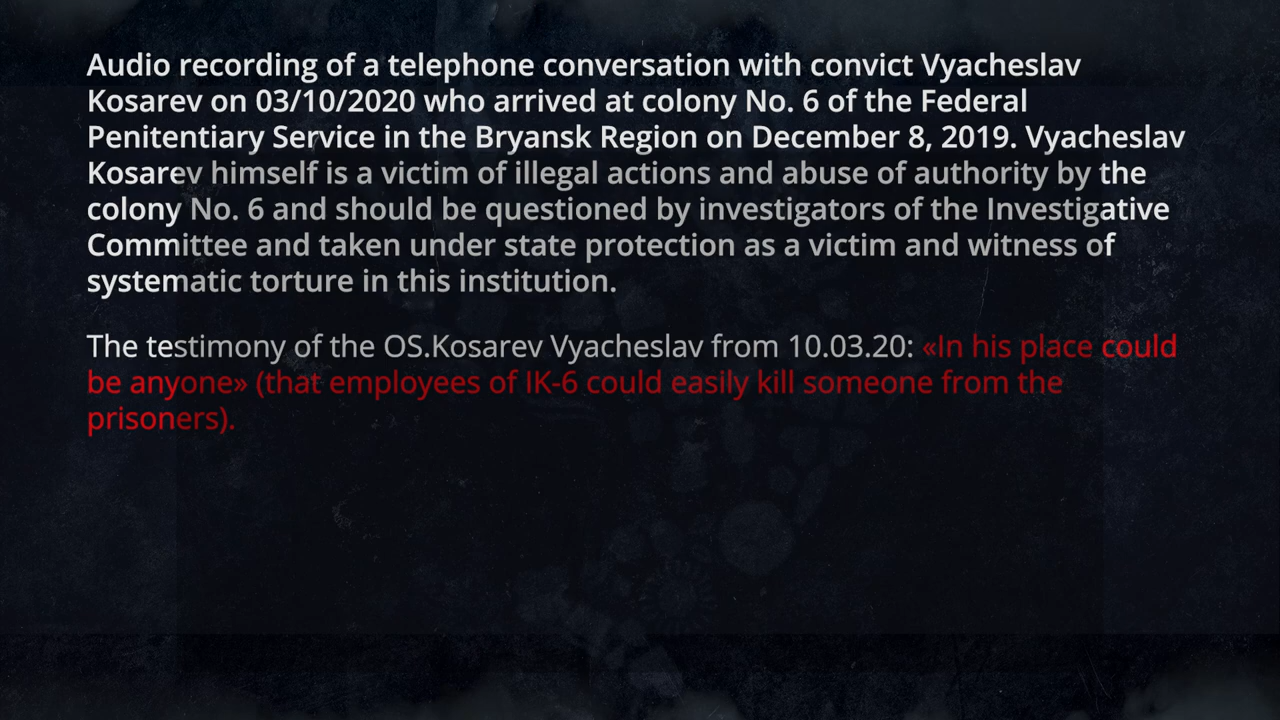 Audio recording of a telephone conversation with convict Vyacheslav
Kosarev on 03/10/2020 who arrived at colony No. 6 of the Federal
Penitentiary Service in the Bryansk Region on December 8, 2019. Vyacheslav
Kosarev himself is a victim of illegal actions and abuse of authority by the
colony No. 6 and should be questioned by investigators of the Investigative
Committee and taken under state protection as a victim and witness of
systematic torture in this institution.
The testimony of the OS.Kosarev Vyacheslav from 10.03.20: «In his place could
be anyone» (that employees of IK-6 could easily kill someone from the
prisoners).